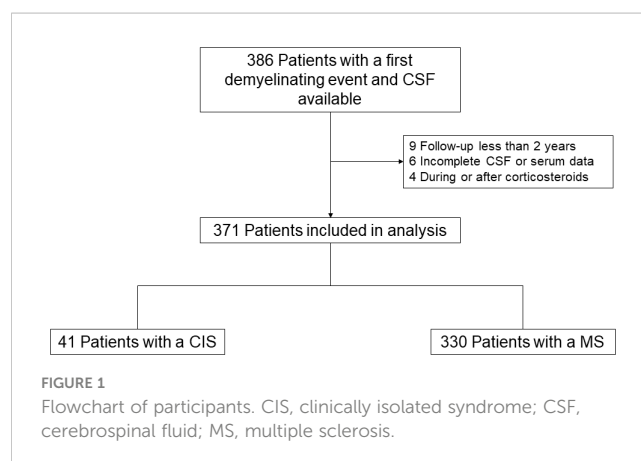 386 Patients with a first
demyelinating event and CSF
available
9 Follow-up less than 2 years
6 Incomplete CSF or serum data
4 During or after corticosteroids
371 Patients included in analysis
41 Patients with a CIS
330 Patients with a MS
FIGURE 1
Flowchart of participants. CIS, clinically isolated syndrome; CSF,
cerebrospinal fluid; MS, multiple sclerosis.